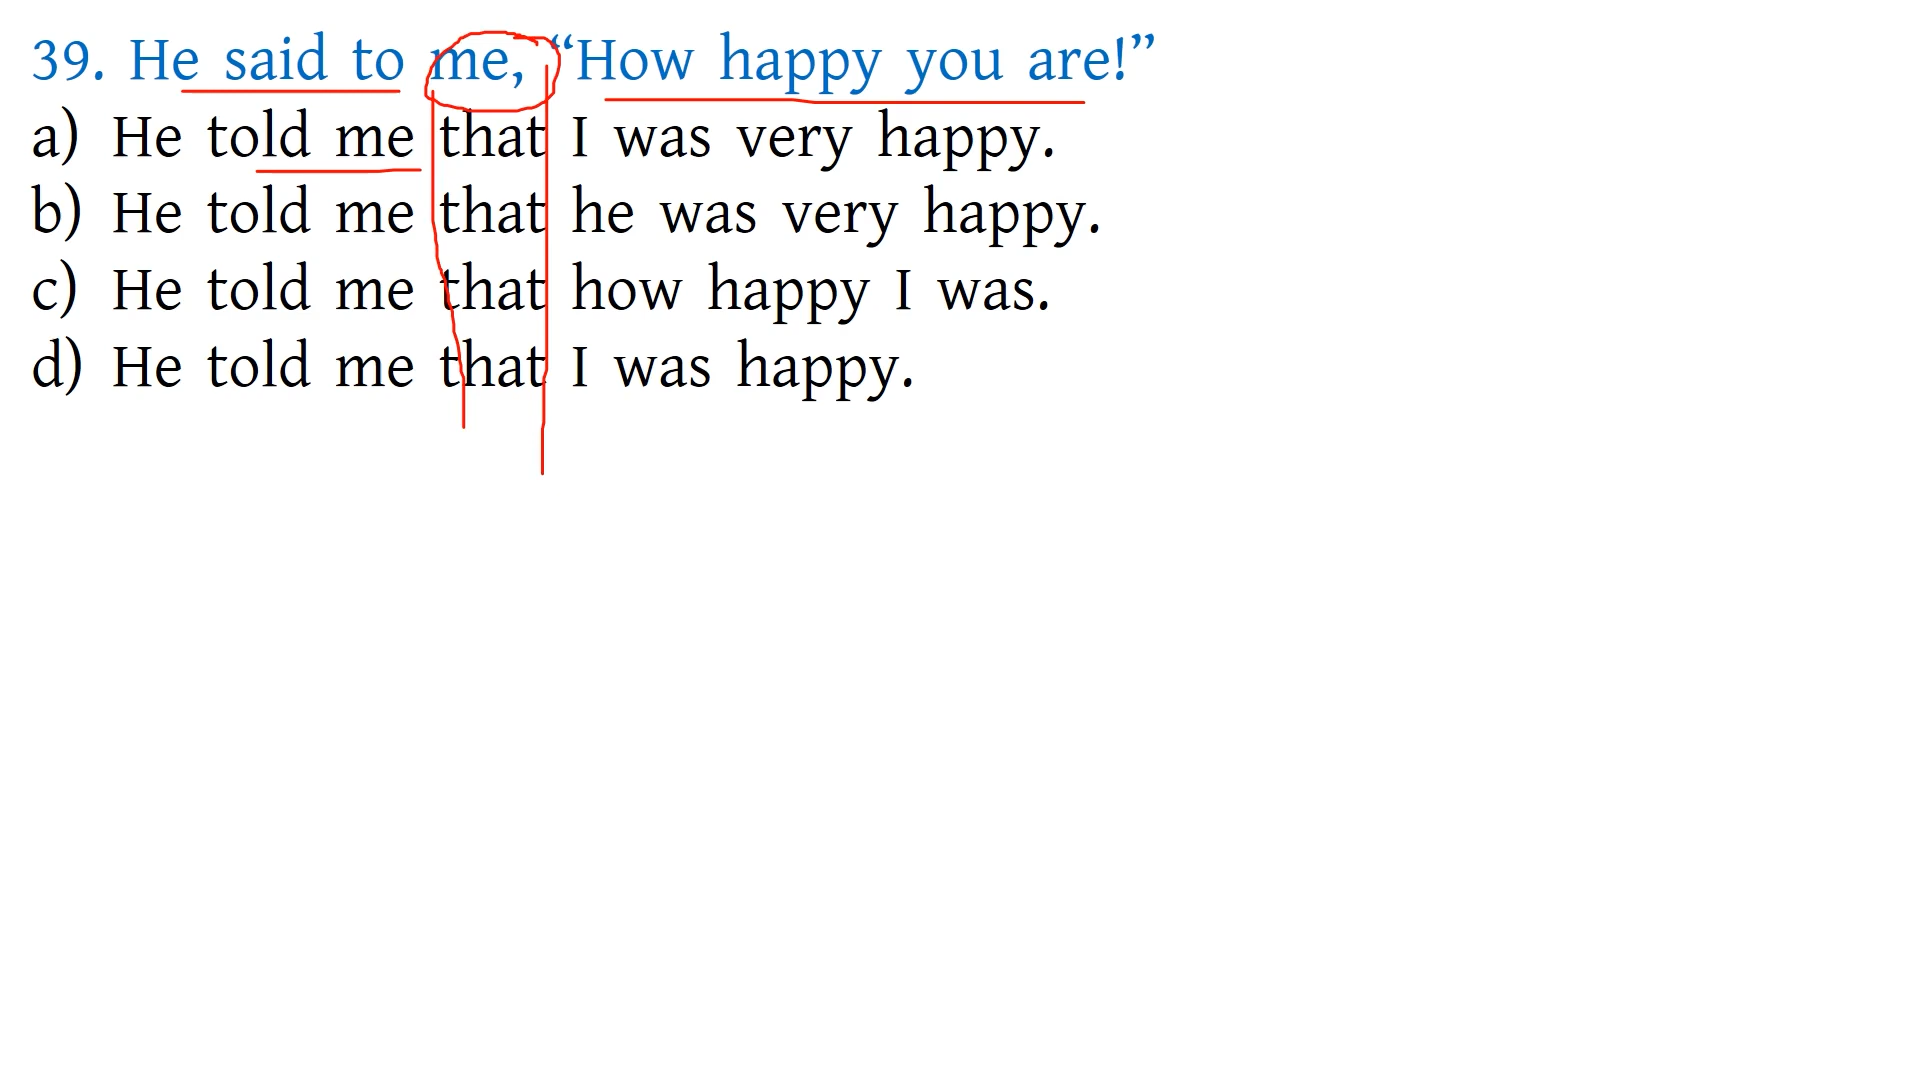 39. He said to me, “How happy you are!”
a) He told me that I was very happy.
b) He told me that he was very happy.
c) He told me that how happy I was.
d) He told me that I was happy.